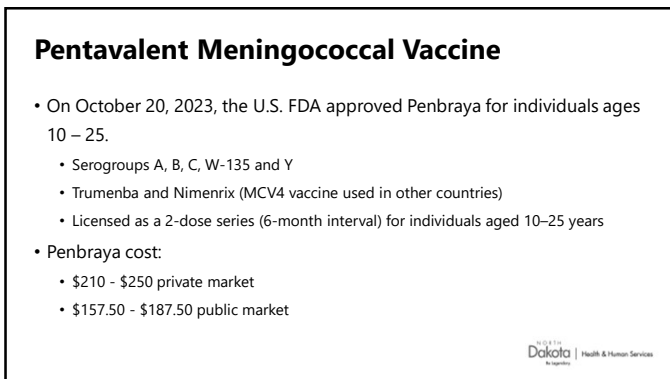 Pentavalent Meningococcal Vaccine
• On October 20, 2023, the U.S. FDA approved Penbraya for individuals ages
10 – 25.
• Serogroups A, B, C, W-135 and Y
• Trumenba and Nimenrix (MCV4 vaccine used in other countries)
• Licensed as a 2-dose series (6-month interval) for individuals aged 10–25 years
• Penbraya cost:
• $210 - $250 private market
• $157.50 - $187.50 public market
NORTH
Dakota | Health & Human Services
Be Legendary